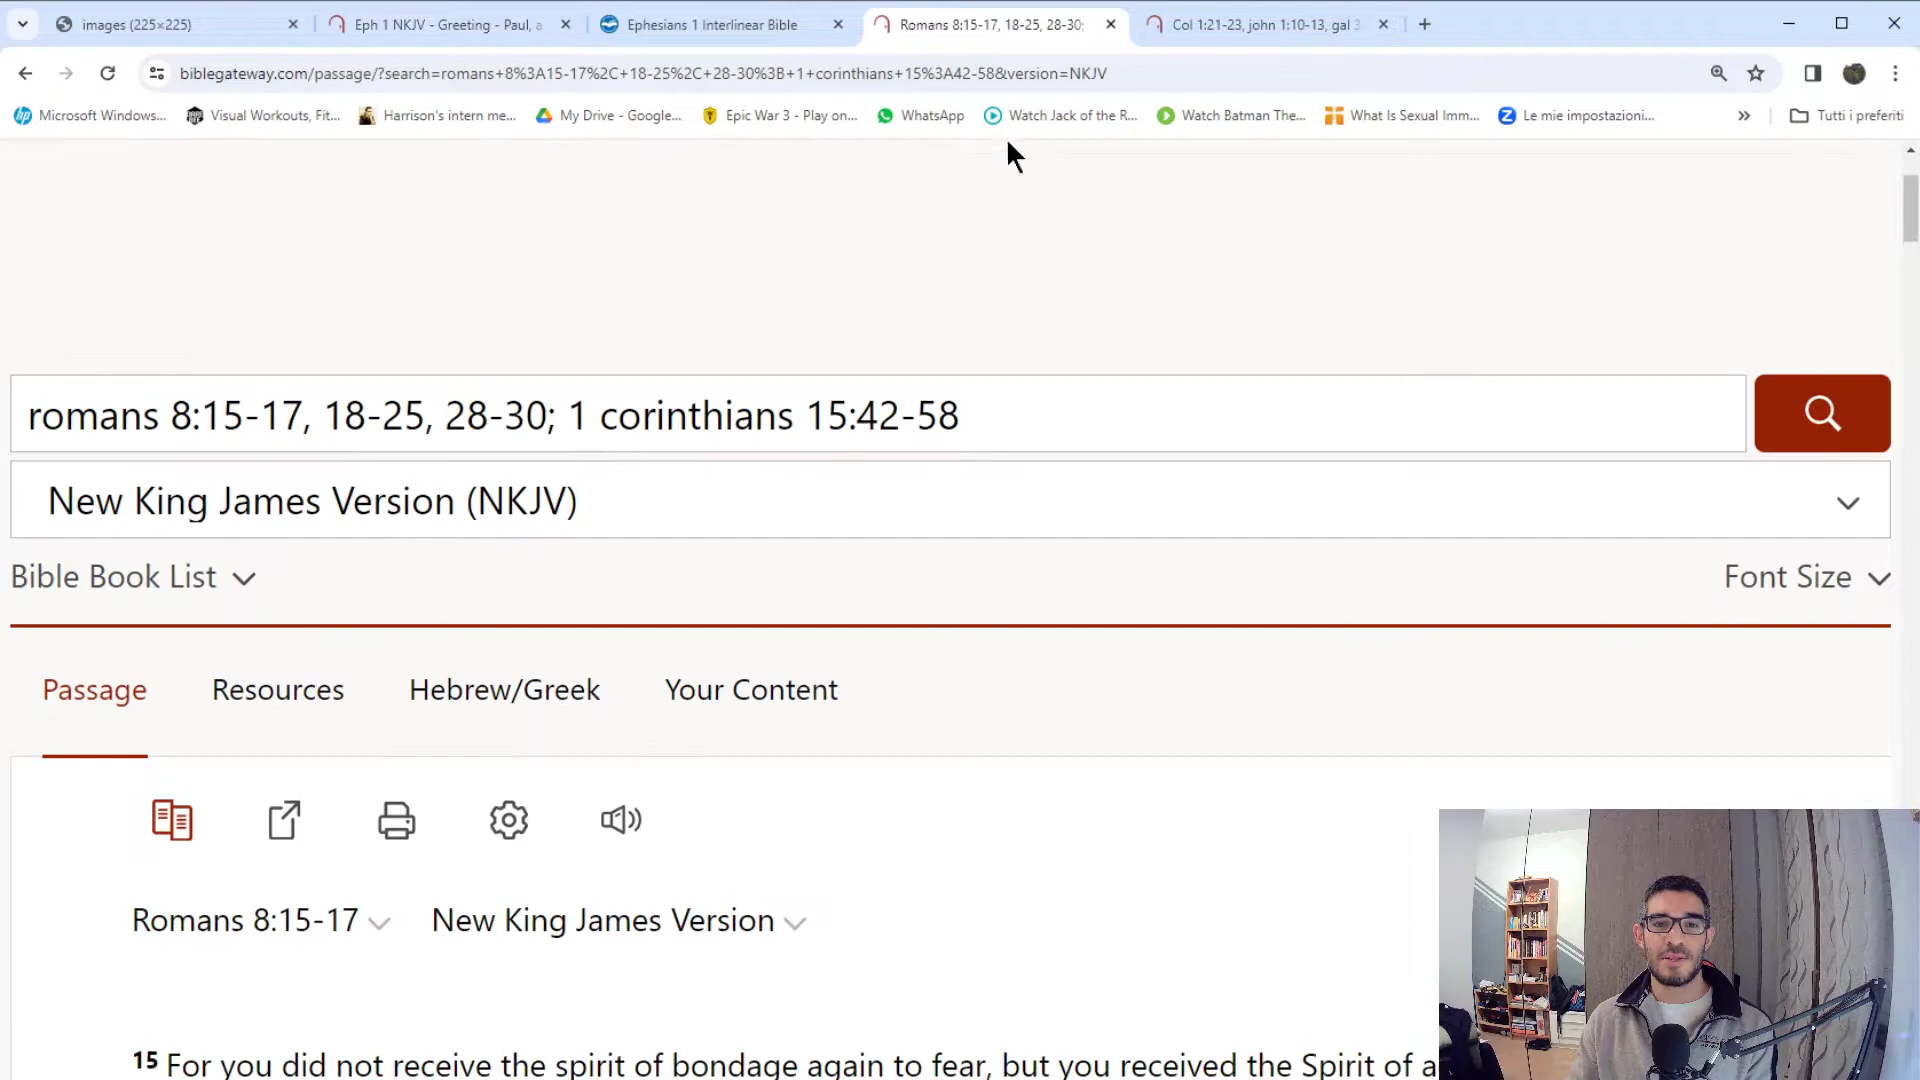 images (225×225)
Eph 1 NKJV - Greeting - Paul, a
Ephesians 1 Interlinear Bible
Romans 8:15-17, 18-25, 28-30;
Col 1:21-23, john 1:10-13, gal 3
biblegateway.com/passage/?search=romans+8%3A15-17%2C+18-25%2C+28-30%3B+1+corinthians+15%3A42-58&version=NKJV
Microsoft Windows...
Visual Workouts, Fit...
Harrison's intern me...
My Drive - Google...
Epic War 3 - Play on...
WhatsApp
Watch Jack of the R...
Watch Batman The...
What Is Sexual Imm...
Le mie impostazioni...
Tutti i preferiti
romans 8:15-17, 18-25, 28-30; 1 corinthians 15:42-58
New King James Version (NKJV)
Bible Book List
Font Size
Passage
Resources
Hebrew/Greek
Your Content
Romans 8:15-17
New King James Version
15 For you did not receive the spirit of bondage again to fear, but you received the Spirit of a